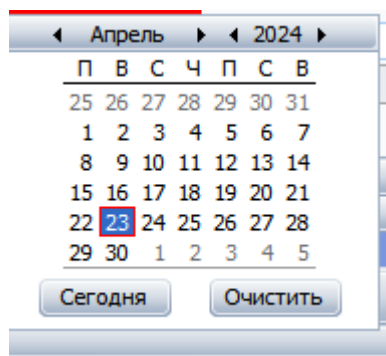 Апрель 2024
П В С Ч П С В
25 26 27 28 29 30 31
1 2 3 4 5 6 7
8 9 10 11 12 13 14
15 16 17 18 19 20 21
22 23 24 25 26 27 28
29 30 1 2 3 4 5
Сегодня Очистить